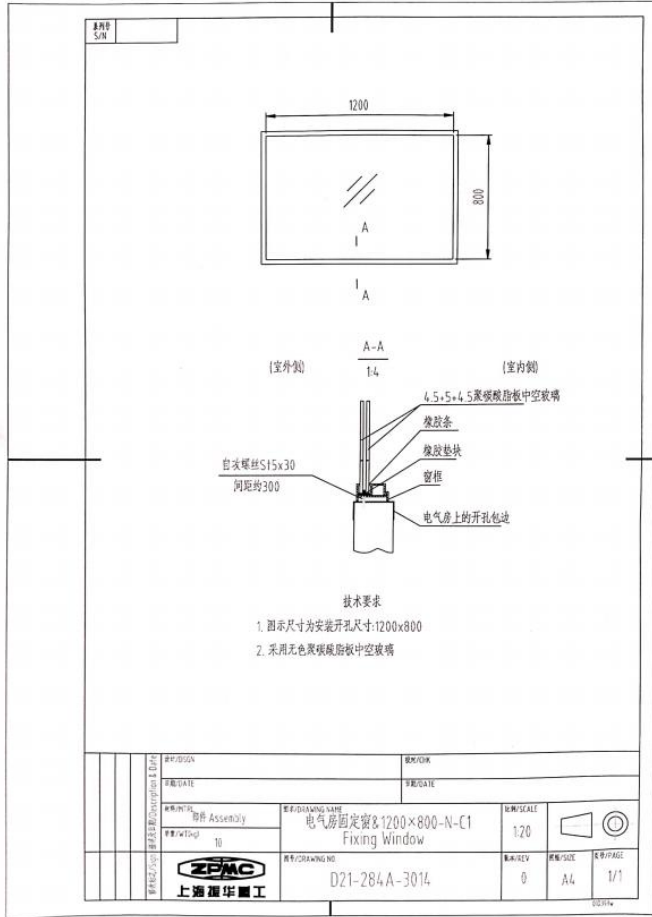 系列号
S/N
1200
800
A
A
A-A
1:4
(室外侧)
(室内侧)
4.5+5+4.5聚碳酸脂板中空玻璃
橡胶条
橡胶垫块
窗框
电气房上的开孔包边
自攻螺丝St5x30
间距约300
技术要求
1. 图示尺寸为安装开孔尺寸:1200x800
2. 采用无色聚碳酸脂板中空玻璃
设计/DSGN
校对/CHK
日期/DATE
日期/DATE
材料/MTRL
部件 Assembly
重量/WT(kg)
10
图名/DRAWING NAME
电气房固定窗&1200×800-N-C1
Fixing Window
比例/SCALE
1:20
ZPMC
上海振华重工
图号/DRAWING NO.
D21-284A-3014
版本/REV
0
图幅/SIZE
A4
页号/PAGE
1/1